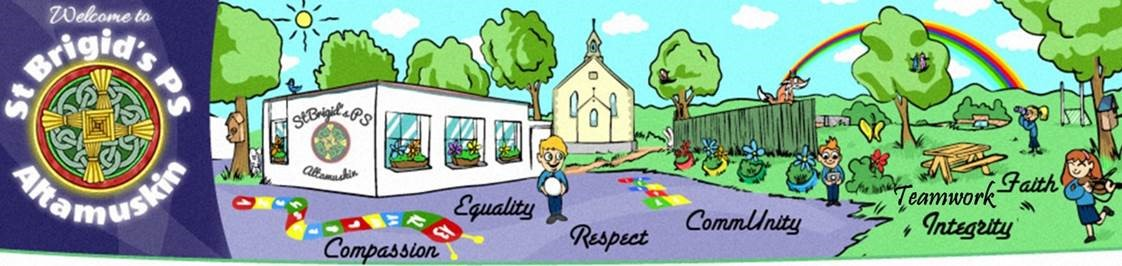 Welcome to
St Brigid's PS
Altamuskin
St Brigid's PS
Altamuskin
Equality
Compassion
Respect
CommUnity
Teamwork
Faith
Integrity